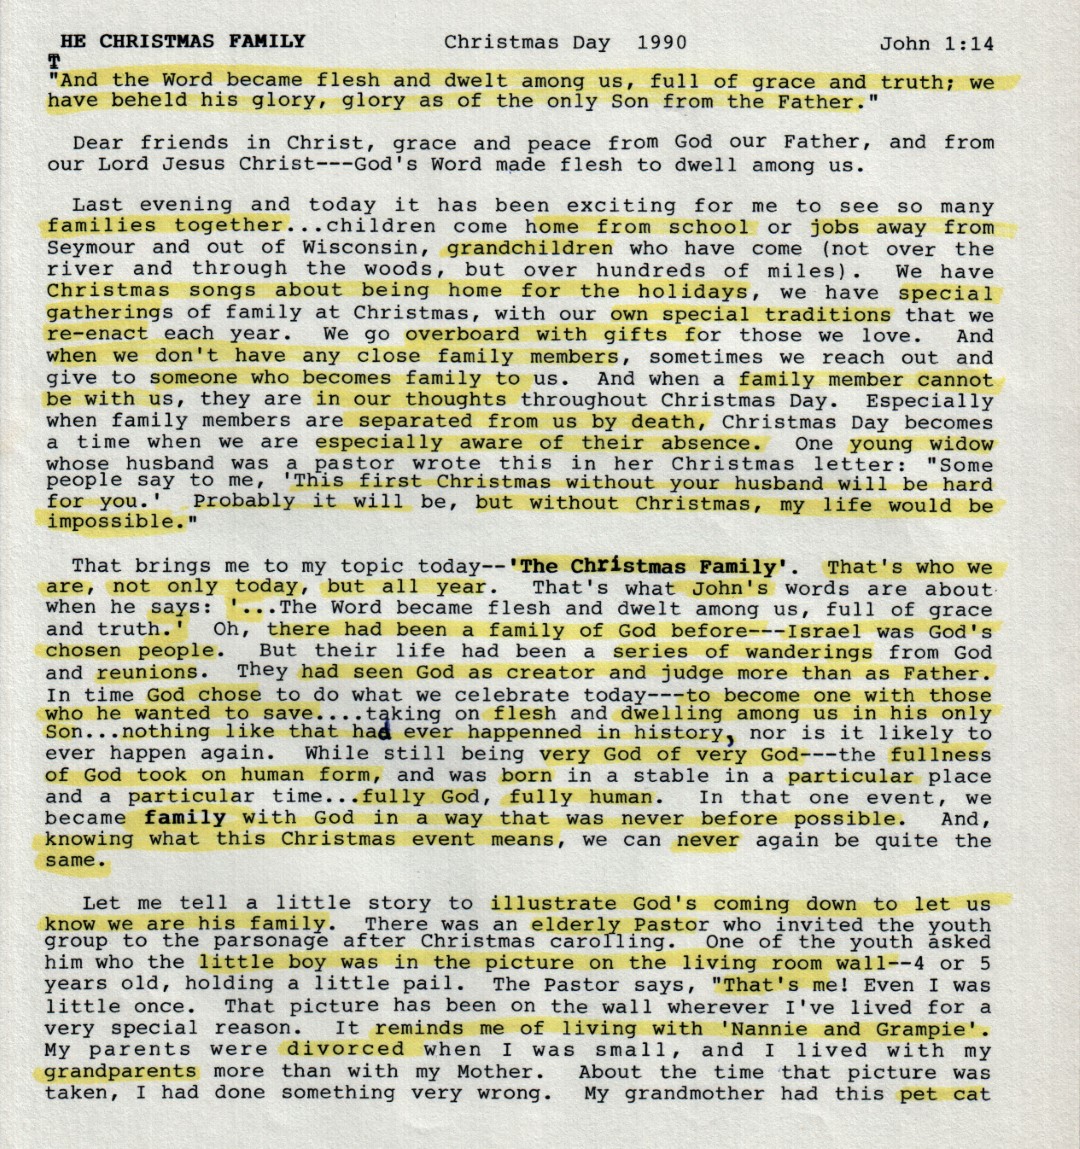 HE CHRISTMAS FAMILY Christmas Day 1990 John 1:14
T
"And the Word became flesh and dwelt among us, full of grace and truth; we
have beheld his glory, glory as of the only Son from the Father."
Dear friends in Christ, grace and peace from God our Father, and from
our Lord Jesus Christ---God's Word made flesh to dwell among us.
Last evening and today it has been exciting for me to see so many
families together...children come home from school or jobs away from
Seymour and out of Wisconsin, grandchildren who have come (not over the
river and through the woods, but over hundreds of miles). We have
Christmas songs about being home for the holidays, we have special
gatherings of family at Christmas, with our own special traditions that we
re-enact each year. We go overboard with gifts for those we love. And
when we don't have any close family members, sometimes we reach out and
give to someone who becomes family to us. And when a family member cannot
be with us, they are in our thoughts throughout Christmas Day. Especially
when family members are separated from us by death, Christmas Day becomes
a time when we are especially aware of their absence. One young widow
whose husband was a pastor wrote this in her Christmas letter: "Some
people say to me, 'This first Christmas without your husband will be hard
for you.' Probably it will be, but without Christmas, my life would be
impossible."
That brings me to my topic today--'The Christmas Family'. That's who we
are, not only today, but all year. That's what John's words are about
when he says: '...The Word became flesh and dwelt among us, full of grace
and truth.' Oh, there had been a family of God before---Israel was God's
chosen people. But their life had been a series of wanderings from God
and reunions. They had seen God as creator and judge more than as Father.
In time God chose to do what we celebrate today---to become one with those
who he wanted to save....taking on flesh and dwelling among us in his only
Son...nothing like that had ever happenned in history, nor is it likely to
ever happen again. While still being very God of very God---the fullness
of God took on human form, and was born in a stable in a particular place
and a particular time...fully God, fully human. In that one event, we
became family with God in a way that was never before possible. And,
knowing what this Christmas event means, we can never again be quite the
same.
Let me tell a little story to illustrate God's coming down to let us
know we are his family. There was an elderly Pastor who invited the youth
group to the parsonage after Christmas carolling. One of the youth asked
him who the little boy was in the picture on the living room wall--4 or 5
years old, holding a little pail. The Pastor says, "That's me! Even I was
little once. That picture has been on the wall wherever I've lived for a
very special reason. It reminds me of living with 'Nannie and Grampie'.
My parents were divorced when I was small, and I lived with my
grandparents more than with my Mother. About the time that picture was
taken, I had done something very wrong. My grandmother had this pet cat